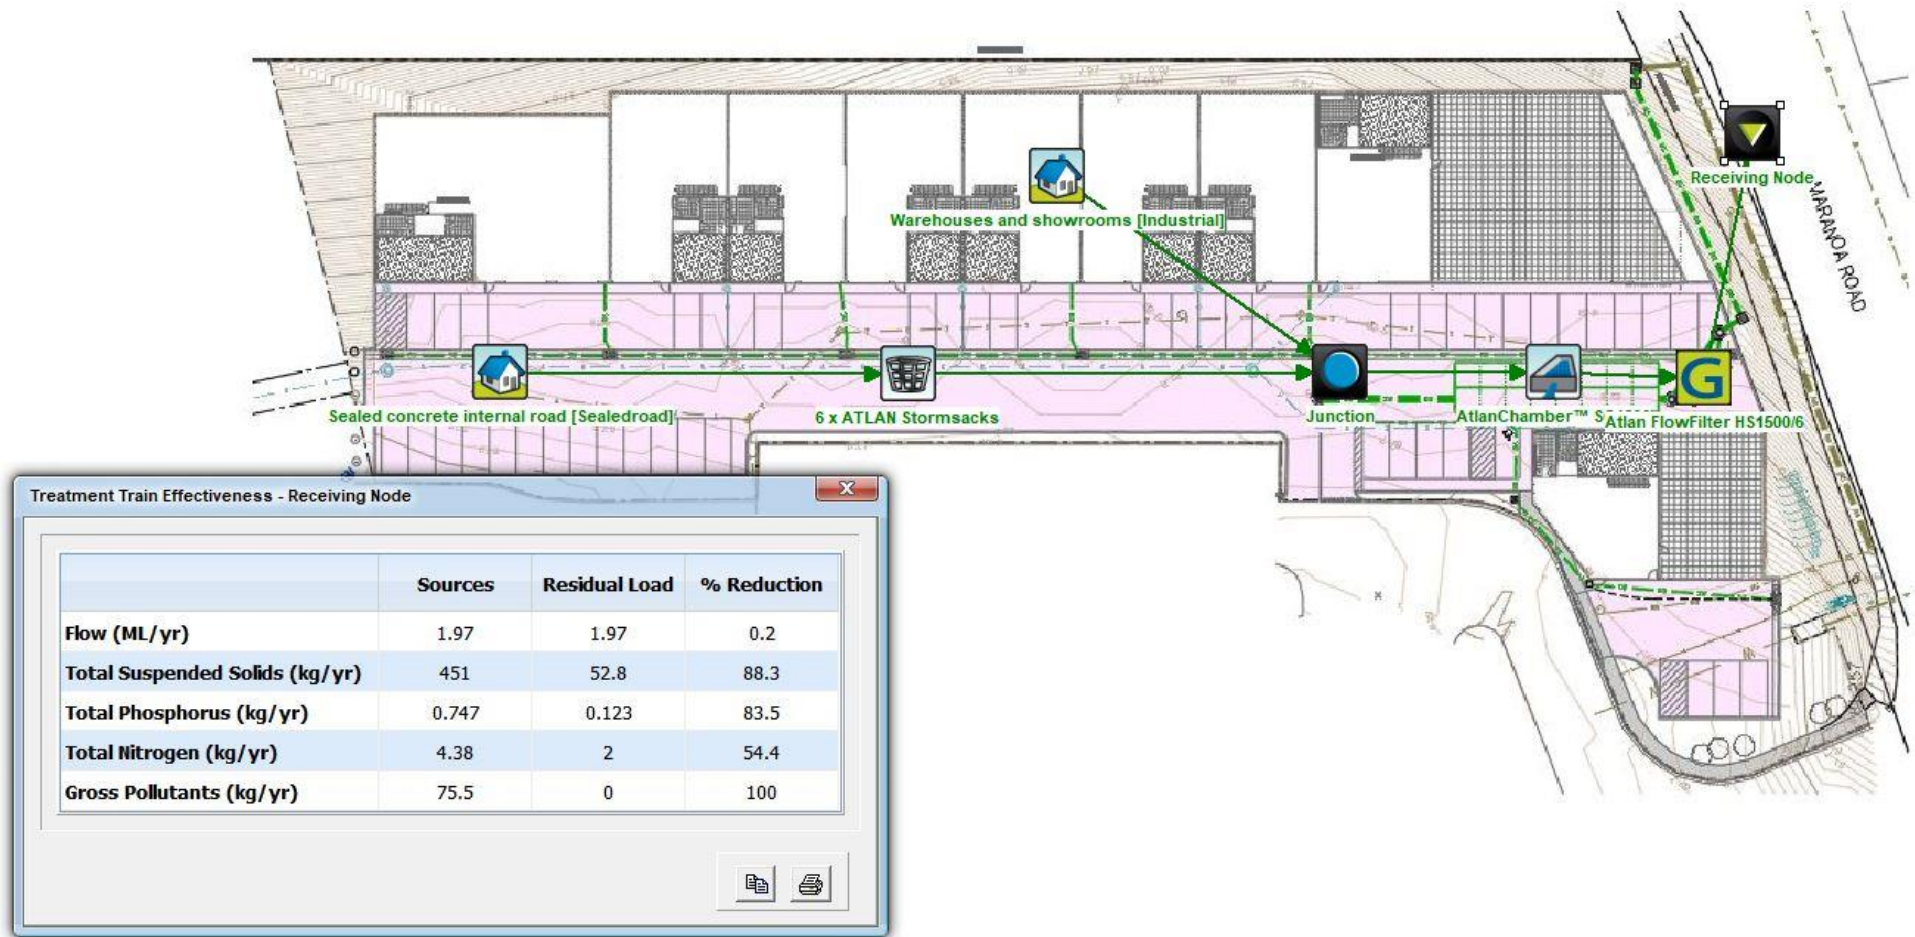 Receiving Node
MARANOA ROAD
Warehouses and showrooms [Industrial]
Sealed concrete internal road [Sealedroad]
6 x ATLAN Stormsacks
Junction
AtlanChamber™
G
Atlan FlowFilter HS1500/6
Treatment Train Effectiveness - Receiving Node
X
Sources Residual Load % Reduction
Flow (ML/yr) 1.97 1.97 0.2
Total Suspended Solids (kg/yr) 451 52.8 88.3
Total Phosphorus (kg/yr) 0.747 0.123 83.5
Total Nitrogen (kg/yr) 4.38 2 54.4
Gross Pollutants (kg/yr) 75.5 0 100